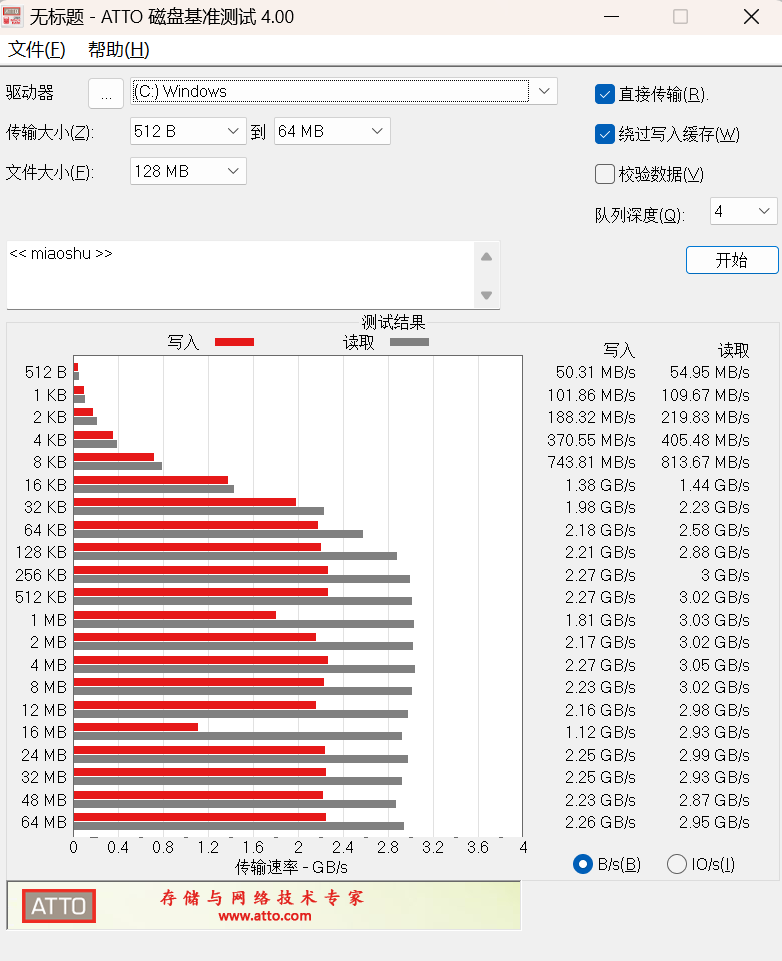 无标题 - ATTO 磁盘基准测试 4.00
文件(F) 帮助(H)
驱动器 ... (C:) Windows
直接传输(R).
传输大小(Z): 512 B 到 64 MB
绕过写入缓存(W)
文件大小(F): 128 MB
校验数据(V)
队列深度(Q): 4
<< miaoshu >>
开始
测试结果
写入 读取
写入 读取
512 B 50.31 MB/s 54.95 MB/s
1 KB 101.86 MB/s 109.67 MB/s
2 KB 188.32 MB/s 219.83 MB/s
4 KB 370.55 MB/s 405.48 MB/s
8 KB 743.81 MB/s 813.67 MB/s
16 KB 1.38 GB/s 1.44 GB/s
32 KB 1.98 GB/s 2.23 GB/s
64 KB 2.18 GB/s 2.58 GB/s
128 KB 2.21 GB/s 2.88 GB/s
256 KB 2.27 GB/s 3 GB/s
512 KB 2.27 GB/s 3.02 GB/s
1 MB 1.81 GB/s 3.03 GB/s
2 MB 2.17 GB/s 3.02 GB/s
4 MB 2.27 GB/s 3.05 GB/s
8 MB 2.23 GB/s 3.02 GB/s
12 MB 2.16 GB/s 2.98 GB/s
16 MB 1.12 GB/s 2.93 GB/s
24 MB 2.25 GB/s 2.99 GB/s
32 MB 2.25 GB/s 2.93 GB/s
48 MB 2.23 GB/s 2.87 GB/s
64 MB 2.26 GB/s 2.95 GB/s
0 0.4 0.8 1.2 1.6 2 2.4 2.8 3.2 3.6 4
传输速率 - GB/s
B/s(B) IO/s(I)
ATTO
存储与网络技术专家
www.atto.com